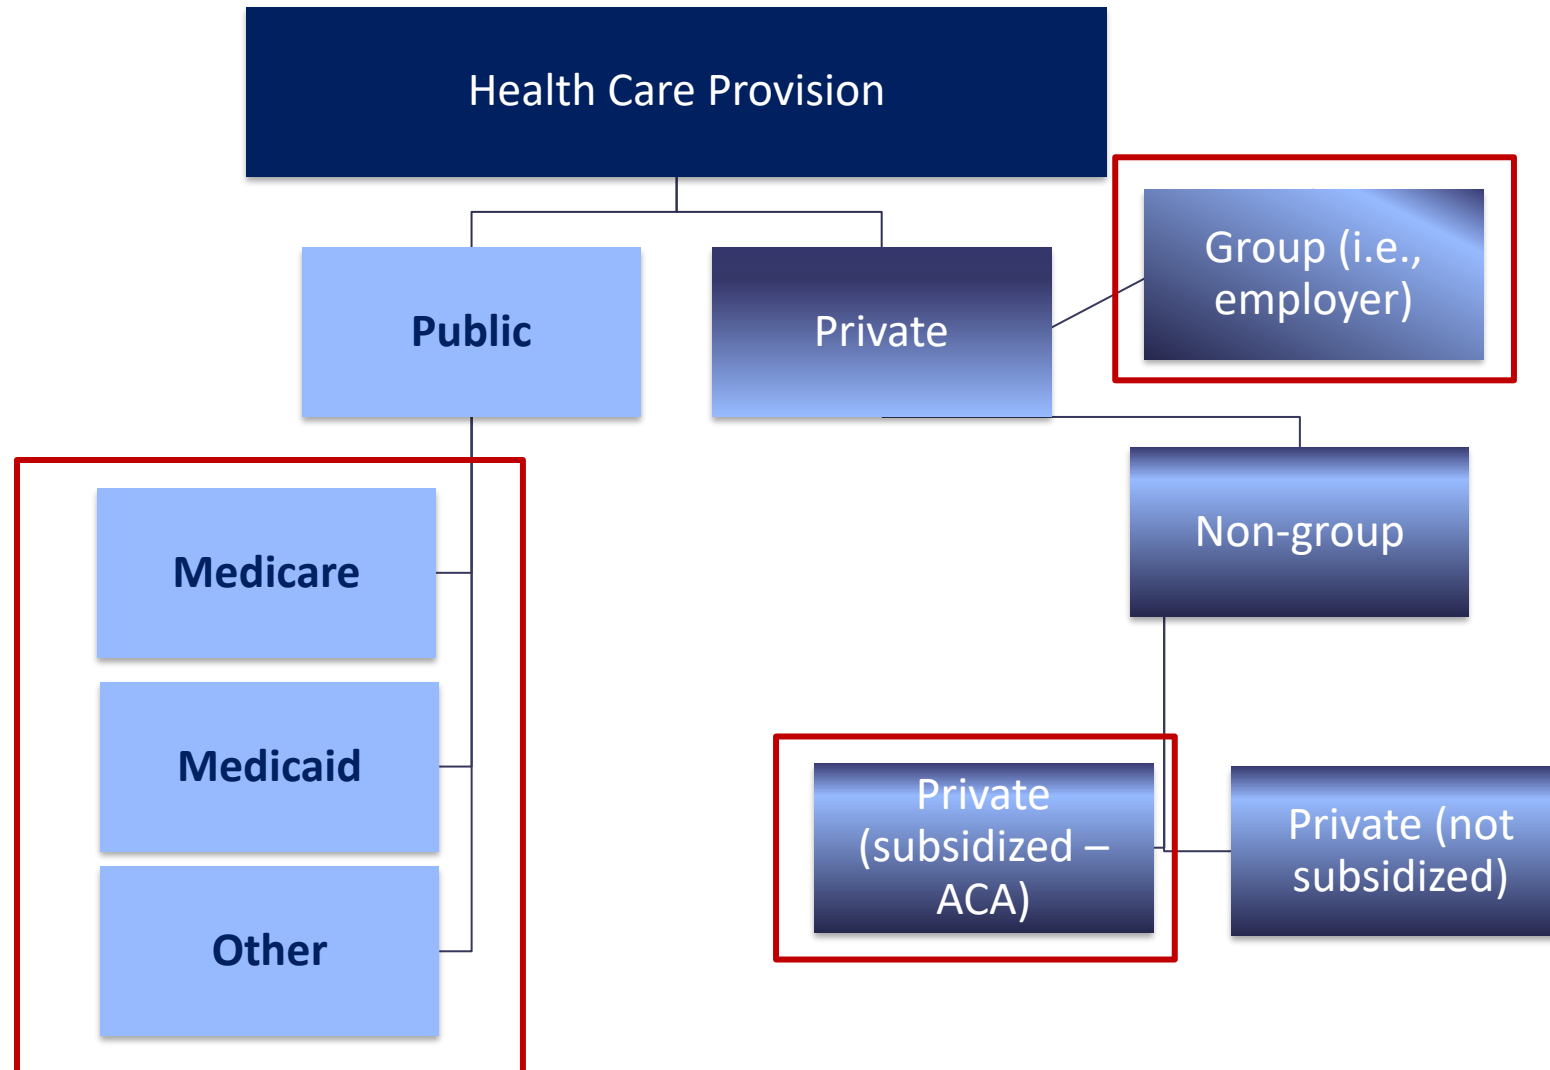 Health Care Provision
Public
Private
Group (i.e.,
employer)
Non-group
Medicare
Medicaid
Other
Private
(subsidized –
ACA)
Private (not
subsidized)